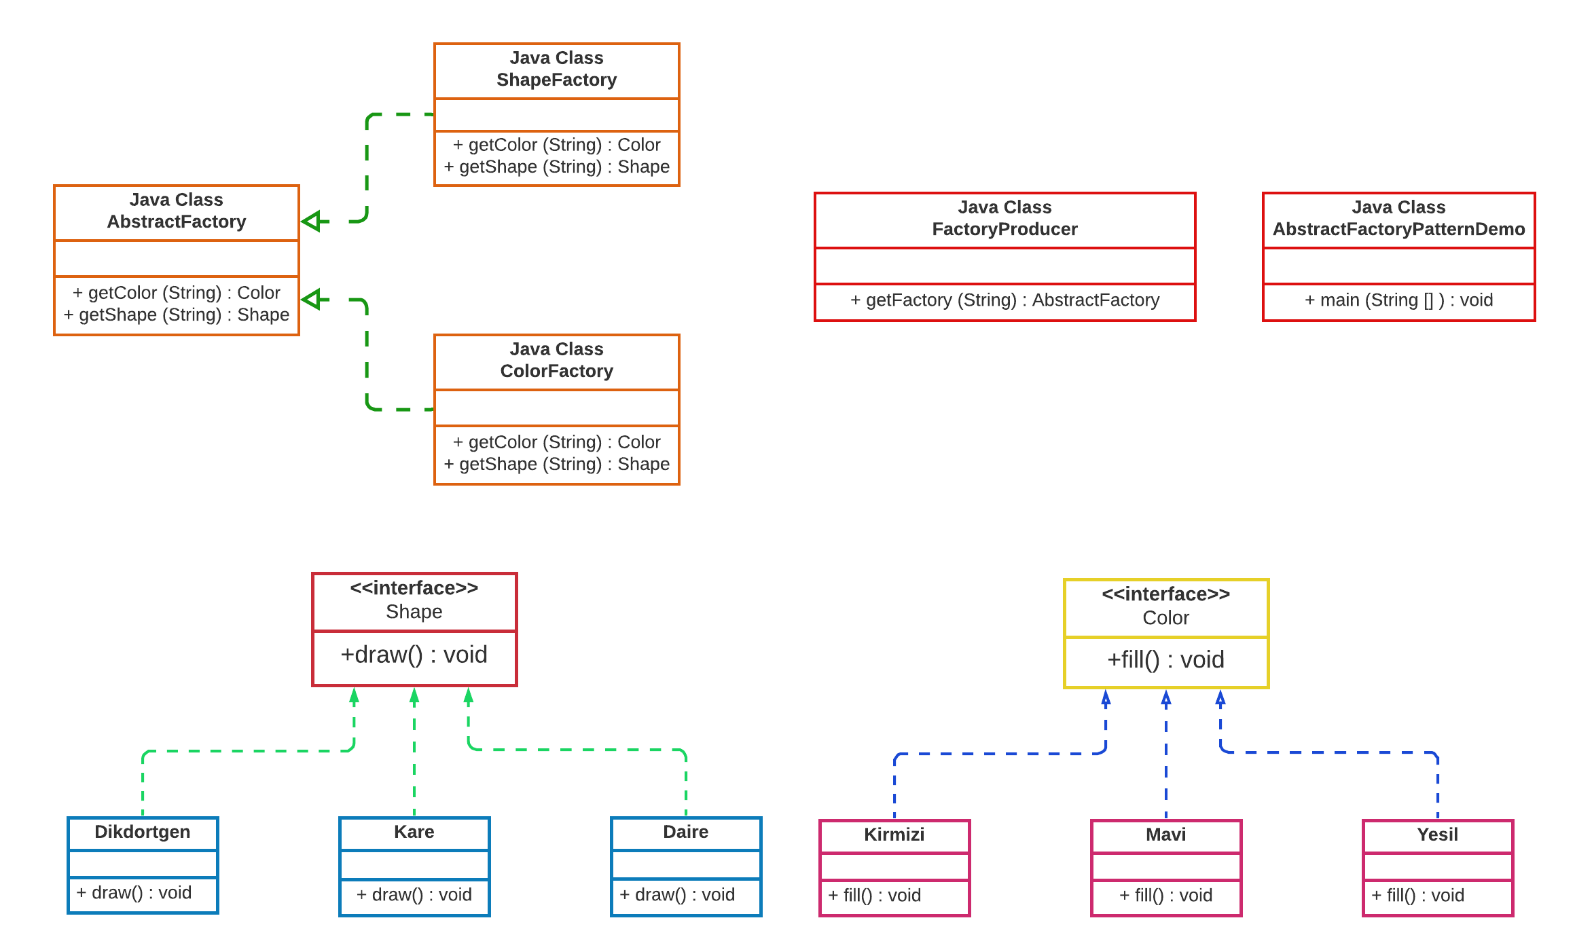 Java Class
ShapeFactory
+ getColor (String) : Color
+ getShape (String) : Shape
Java Class
AbstractFactory
+ getColor (String) : Color
+ getShape (String) : Shape
Java Class
ColorFactory
+ getColor (String) : Color
+ getShape (String) : Shape
Java Class
FactoryProducer
+ getFactory (String) : AbstractFactory
Java Class
AbstractFactoryPatternDemo
+ main (String [] ) : void
<<interface>>
Shape
+draw() : void
Dikdortgen
+ draw() : void
Kare
+ draw() : void
Daire
+ draw() : void
<<interface>>
Color
+fill() : void
Kirmizi
+ fill() : void
Mavi
+ fill() : void
Yesil
+ fill() : void